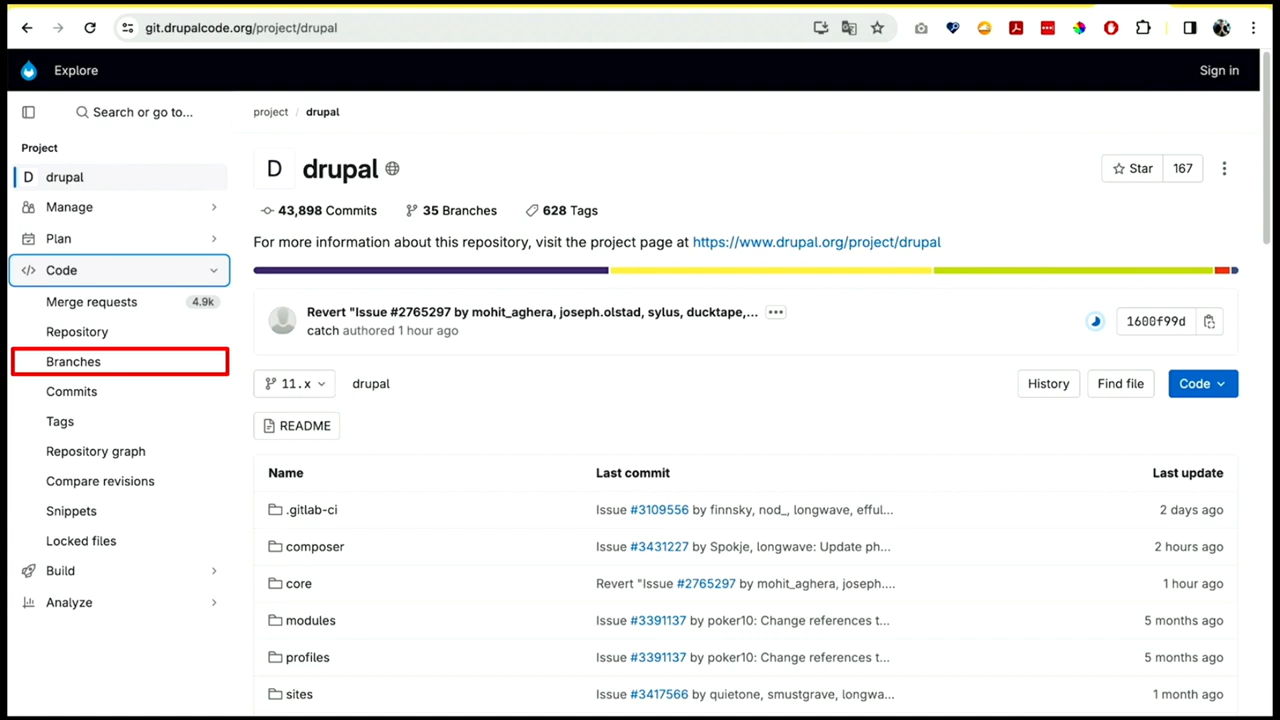 git.drupalcode.org/project/drupal
Explore
Sign in
Search or go to...
project / drupal
Project
D drupal
Manage
Plan
Code
Merge requests 4.9k
Repository
Branches
Commits
Tags
Repository graph
Compare revisions
Snippets
Locked files
Build
Analyze
D drupal
Star 167
43,898 Commits 35 Branches 628 Tags
For more information about this repository, visit the project page at https://www.drupal.org/project/drupal
Revert "Issue #2765297 by mohit_aghera, joseph.olstad, sylus, ducktape,...
catch authored 1 hour ago
1600f99d
11.x drupal
History Find file Code
README
Name Last commit Last update
.gitlab-ci Issue #3109556 by finnsky, nod_, longwave, efful... 2 days ago
composer Issue #3431227 by Spokje, longwave: Update ph... 2 hours ago
core Revert "Issue #2765297 by mohit_aghera, joseph.... 1 hour ago
modules Issue #3391137 by poker10: Change references t... 5 months ago
profiles Issue #3391137 by poker10: Change references t... 5 months ago
sites Issue #3417566 by quietone, smustgrave, longwa... 1 month ago